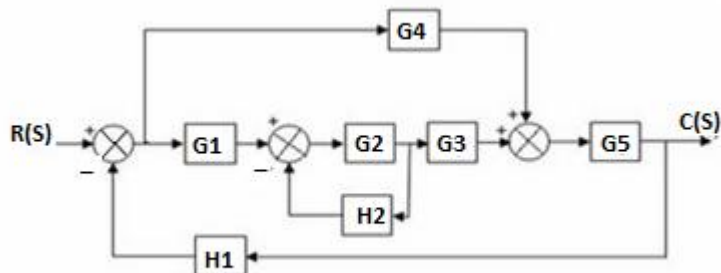 G4
+
R(S) + G1 + G2 G3 + G5 C(S)
− −
H2
H1